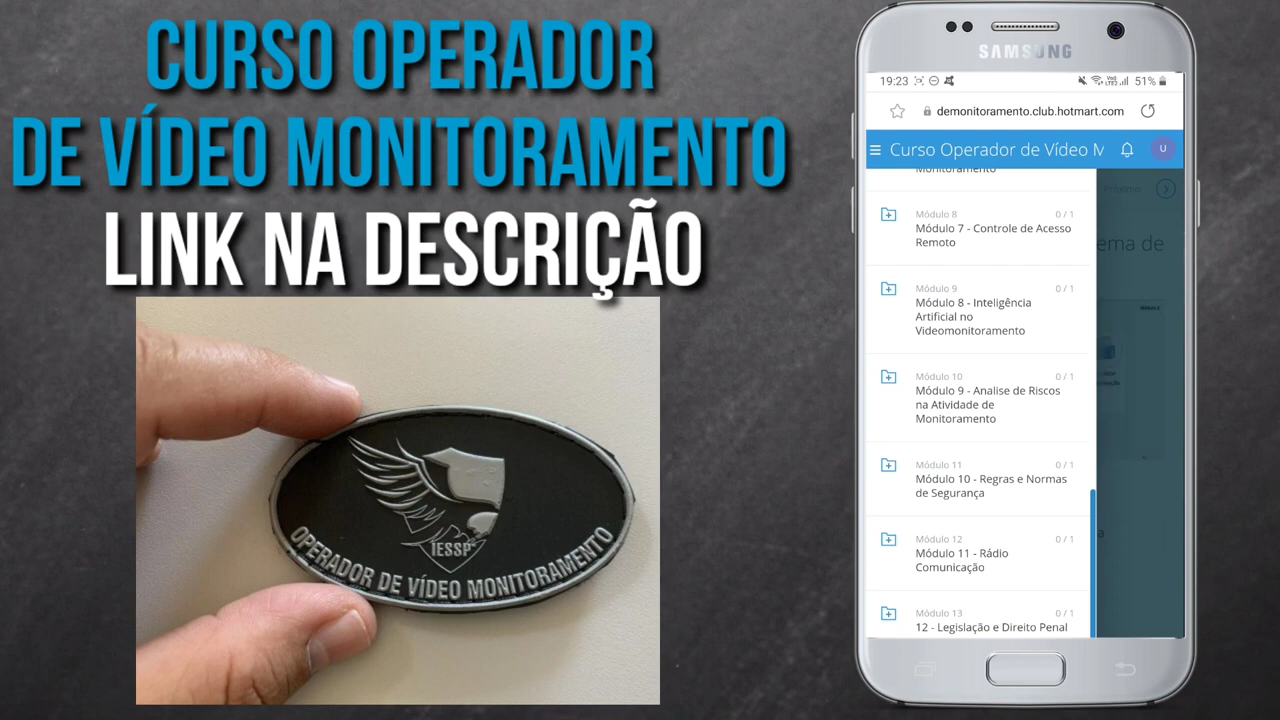 CURSO OPERADOR
DE VÍDEO MONITORAMENTO
LINK NA DESCRIÇÃO
IESSP
OPERADOR DE VÍDEO MONITORAMENTO
SAMSUNG
19:23
51%
demonitoramento.club.hotmart.com
Curso Operador de Vídeo M
U
Monitoramento
Próximo
Módulo 8 0 / 1
Módulo 7 - Controle de Acesso
Remoto
ema de
Módulo 9 0 / 1
Módulo 8 - Inteligência
Artificial no
Videomonitoramento
Módulo 10 0 / 1
Módulo 9 - Analise de Riscos
na Atividade de
Monitoramento
Módulo 11 0 / 1
Módulo 10 - Regras e Normas
de Segurança
Módulo 12 0 / 1
Módulo 11 - Rádio
Comunicação
a
Módulo 13 0 / 1
12 - Legislação e Direito Penal